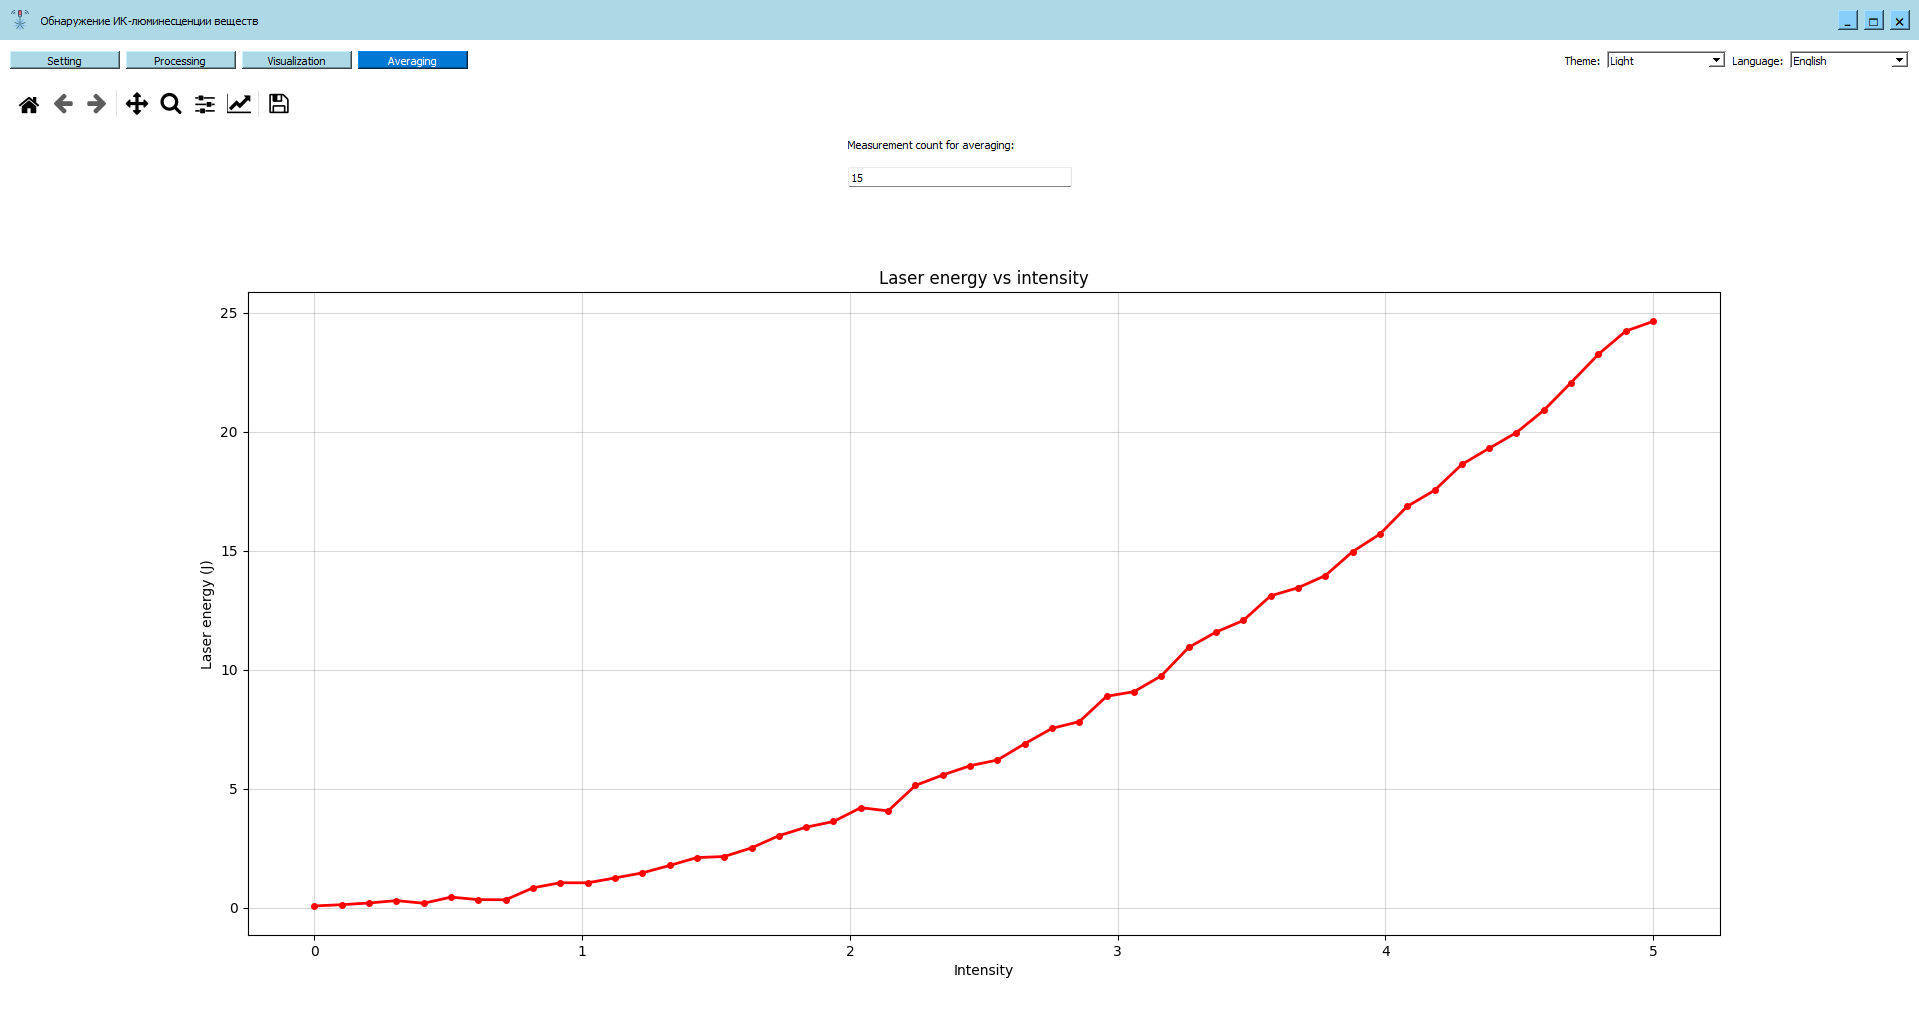 Обнаружение ИК-люминесценции веществ
Setting Processing Visualization Averaging Theme: Light Language: English
Measurement count for averaging:
15
Laser energy vs intensity
25
20
15
10
5
0
Laser energy (J)
0 1 2 3 4 5
Intensity